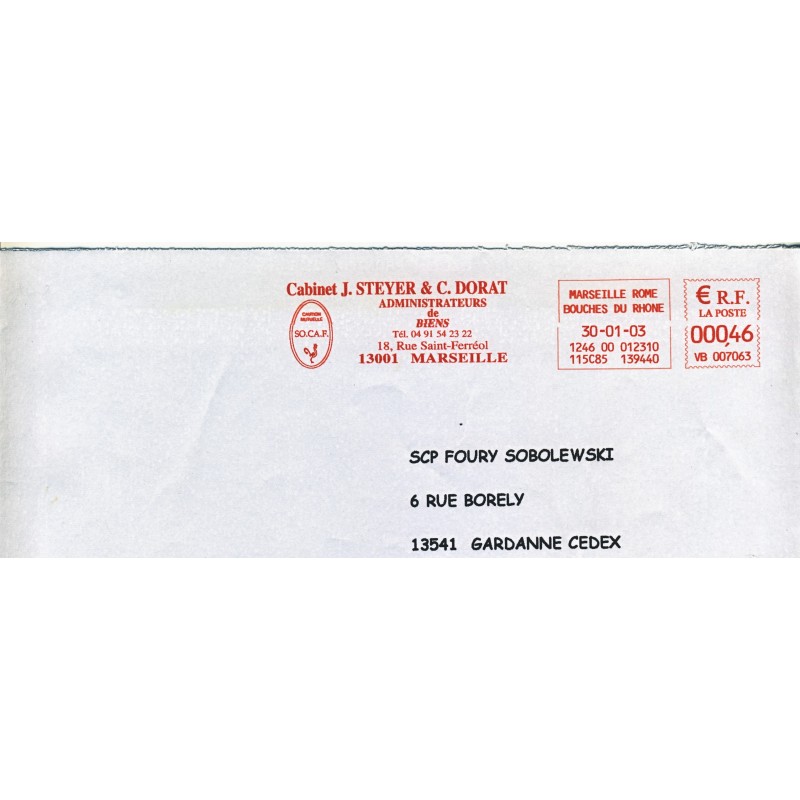 Cabinet J. STEYER & C. DORAT
ADMINISTRATEURS
de
BIENS
Tél. 04 91 54 23 22
18, Rue Saint-Ferréol
13001 MARSEILLE
CAUTION
MUTUELLE
SO.CA.F.
MARSEILLE ROME
BOUCHES DU RHONE
30-01-03
1246 00 012310
115C85 139440
€ R.F.
LA POSTE
000,46
VB 007063
SCP FOURY SOBOLEWSKI
6 RUE BORELY
13541 GARDANNE CEDEX